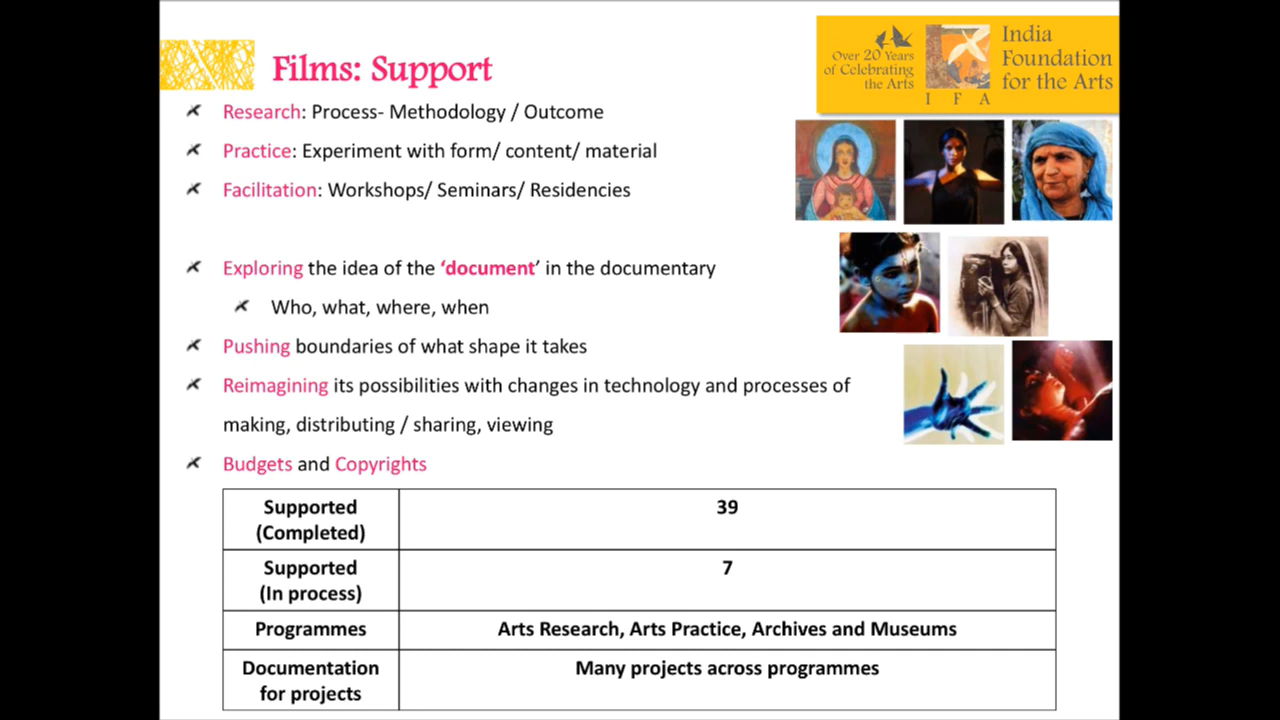 Films: Support
Over 20 Years
of Celebrating
the Arts
I F A
India
Foundation
for the Arts
Research: Process- Methodology / Outcome
Practice: Experiment with form/ content/ material
Facilitation: Workshops/ Seminars/ Residencies
Exploring the idea of the ‘document’ in the documentary
Who, what, where, when
Pushing boundaries of what shape it takes
Reimagining its possibilities with changes in technology and processes of
making, distributing / sharing, viewing
Budgets and Copyrights
Supported
(Completed)
39
Supported
(In process)
7
Programmes
Arts Research, Arts Practice, Archives and Museums
Documentation
for projects
Many projects across programmes